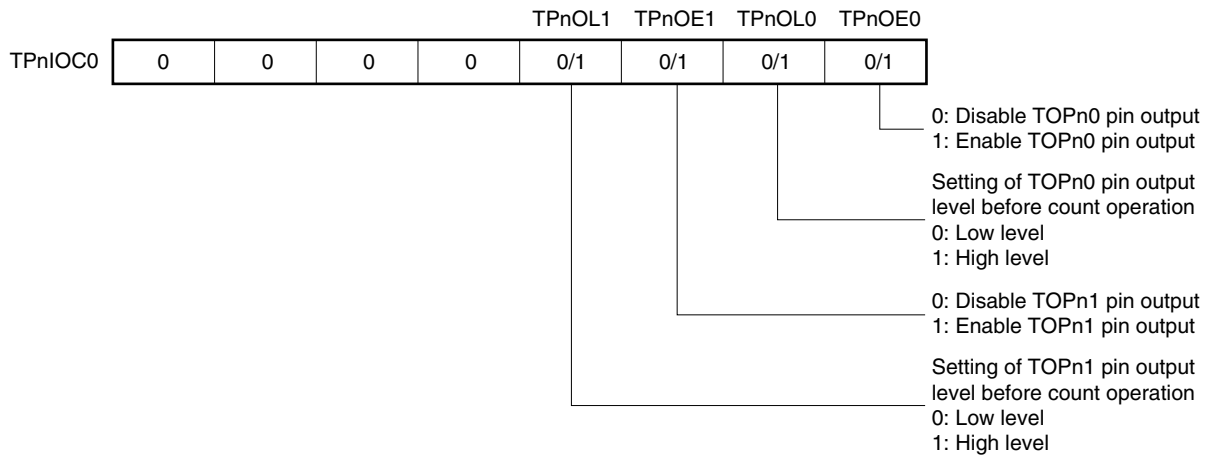 TPnOL1 TPnOE1 TPnOL0 TPnOE0
TPnIOC0 0 0 0 0 0/1 0/1 0/1 0/1
0: Disable TOPn0 pin output
1: Enable TOPn0 pin output
Setting of TOPn0 pin output
level before count operation
0: Low level
1: High level
0: Disable TOPn1 pin output
1: Enable TOPn1 pin output
Setting of TOPn1 pin output
level before count operation
0: Low level
1: High level